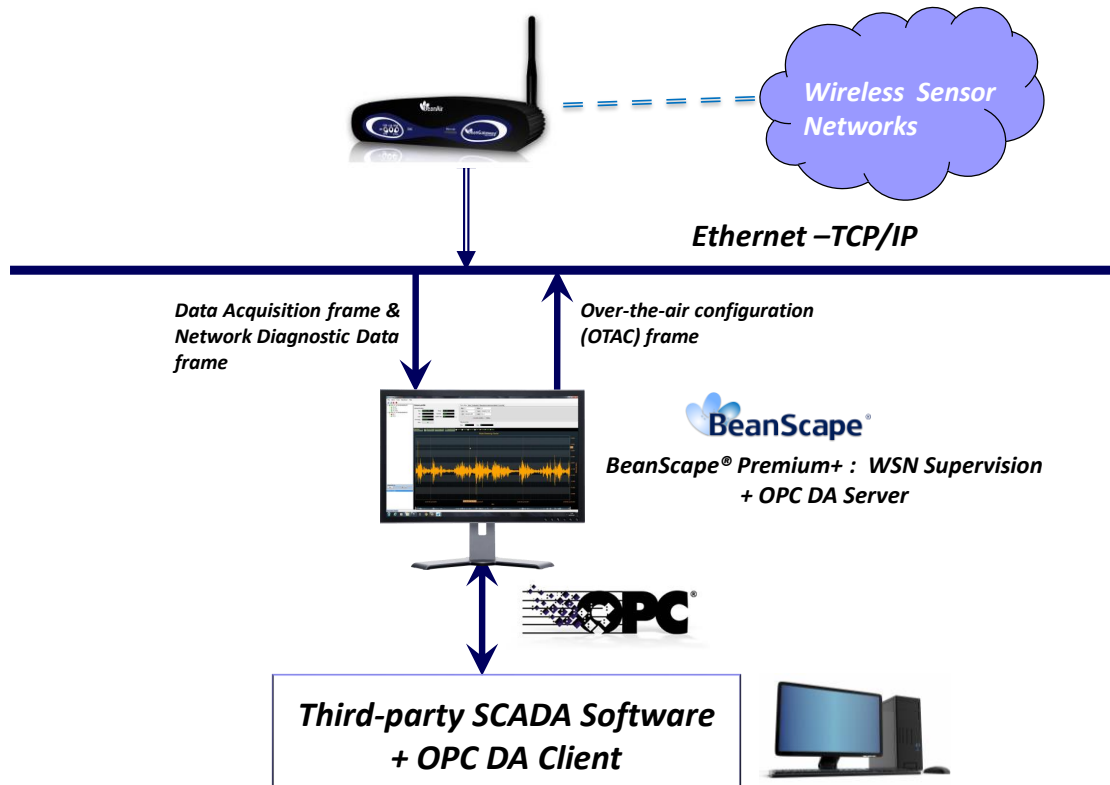 BeanAir
Wireless Sensor
Networks
Ethernet –TCP/IP
Data Acquisition frame &
Network Diagnostic Data
frame
Over-the-air configuration
(OTAC) frame
BeanScape®
BeanScape® Premium+ : WSN Supervision
+ OPC DA Server
OPC®
Third-party SCADA Software
+ OPC DA Client